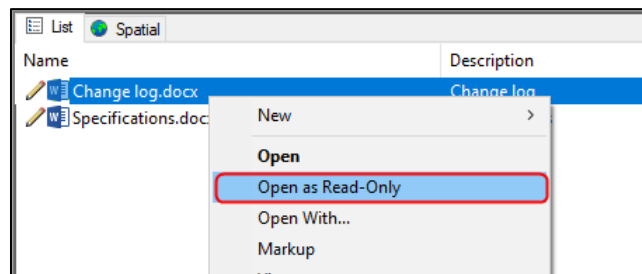 List Spatial
Name Description
Change log.docx Change log
Specifications.doc
New
Open
Open as Read-Only
Open With...
Markup